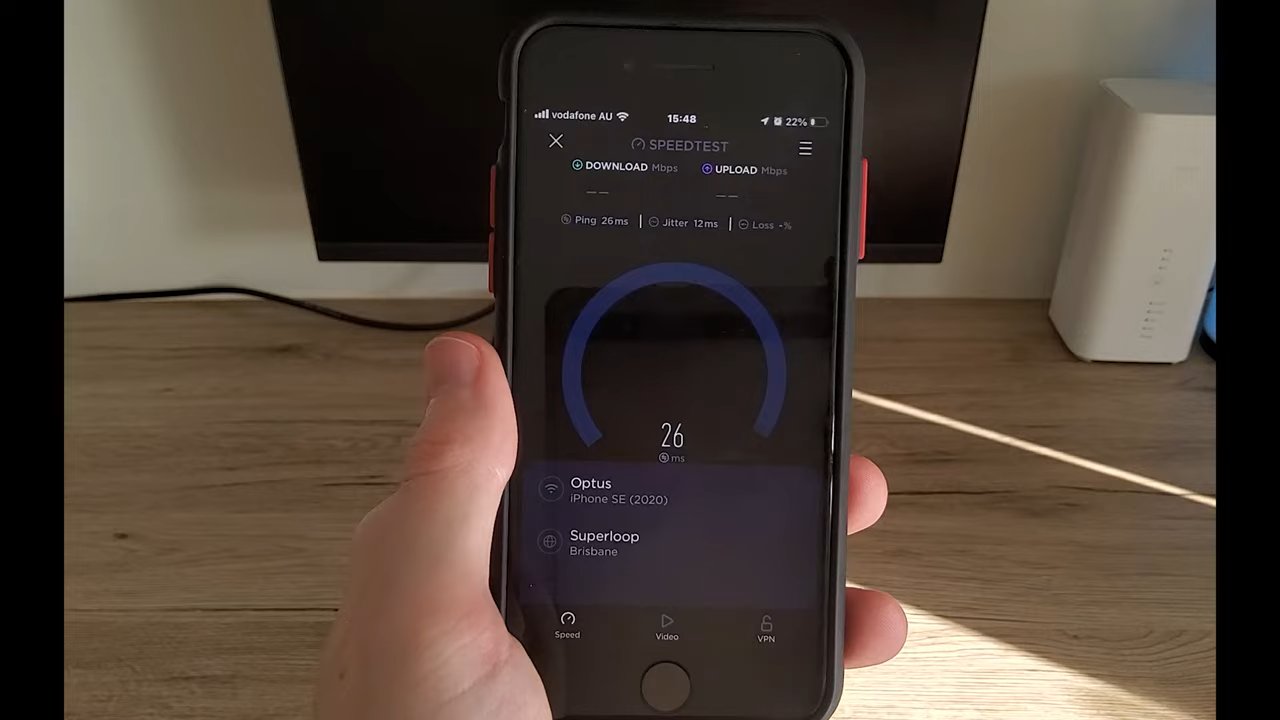 vodafone AU 15:48 22%
SPEEDTEST
DOWNLOAD Mbps UPLOAD Mbps
— — — —
Ping 26ms | Jitter 12ms | Loss -%
26
ms
Optus
iPhone SE (2020)
Superloop
Brisbane
Speed Video VPN